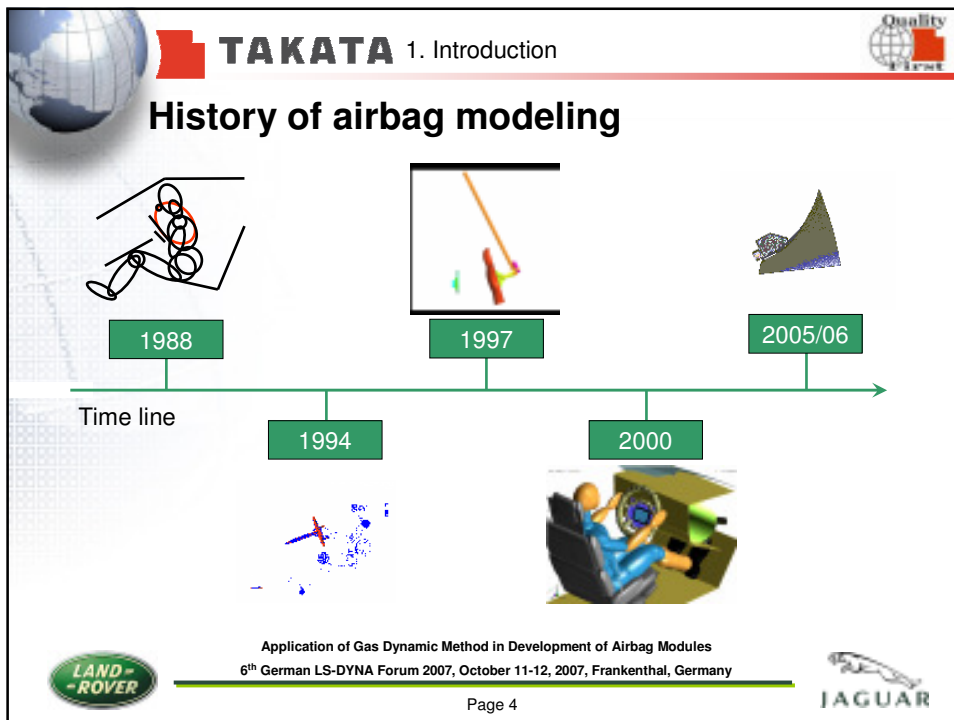 TAKATA 1. Introduction
Quality
First
History of airbag modeling
1988
1997
2005/06
Time line
1994
2000
Application of Gas Dynamic Method in Development of Airbag Modules
6th German LS-DYNA Forum 2007, October 11-12, 2007, Frankenthal, Germany
Page 4
LAND-
-ROVER
JAGUAR